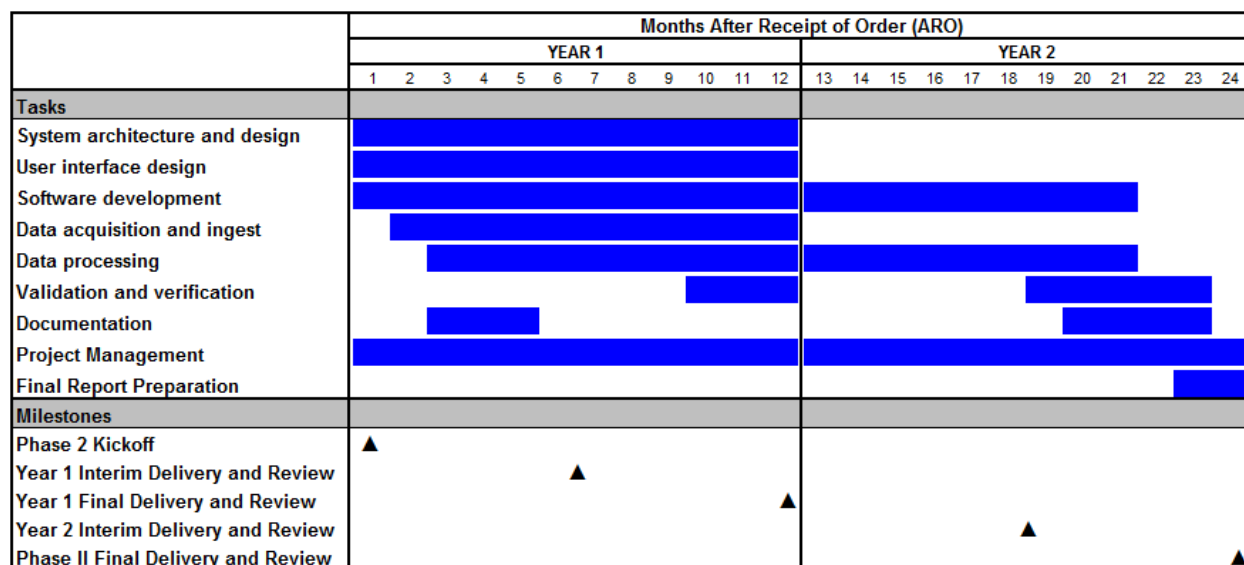 Months After Receipt of Order (ARO)
YEAR 1 YEAR 2
1 2 3 4 5 6 7 8 9 10 11 12 13 14 15 16 17 18 19 20 21 22 23 24
Tasks
System architecture and design
User interface design
Software development
Data acquisition and ingest
Data processing
Validation and verification
Documentation
Project Management
Final Report Preparation
Milestones
Phase 2 Kickoff
Year 1 Interim Delivery and Review
Year 1 Final Delivery and Review
Year 2 Interim Delivery and Review
Phase II Final Delivery and Review